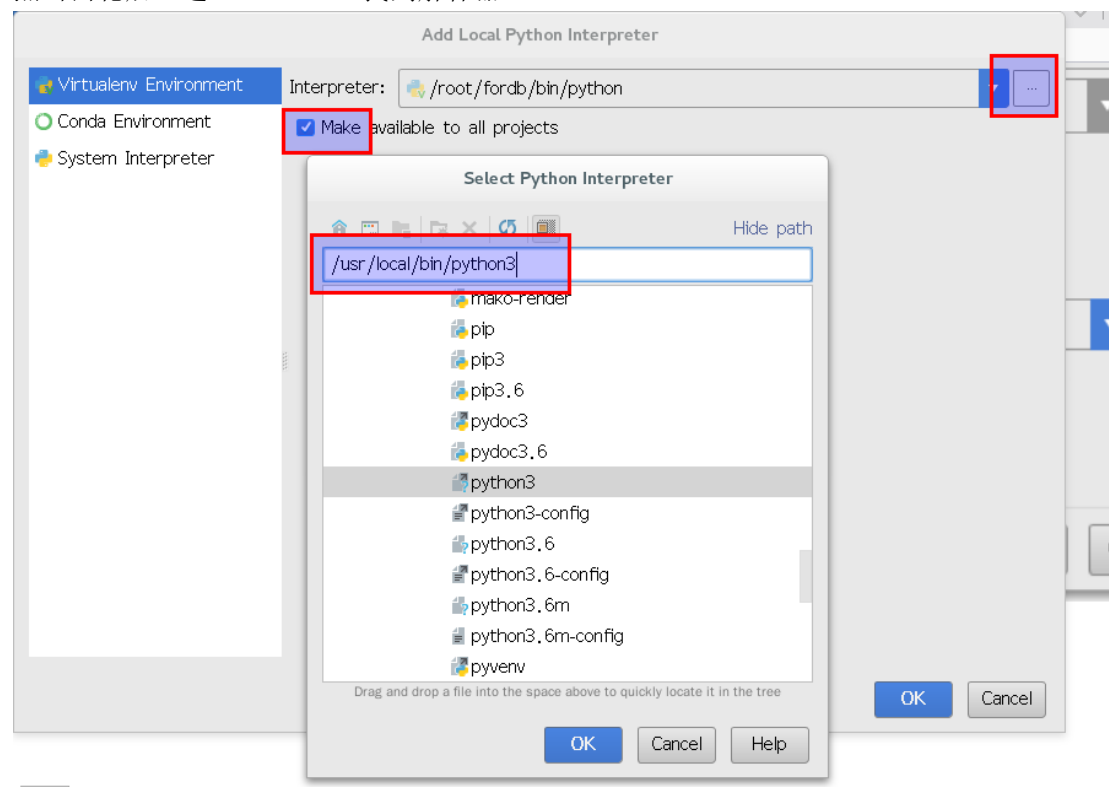 Add Local Python Interpreter
Virtualenv Environment
Interpreter: /root/fordb/bin/python ...
Conda Environment
Make available to all projects
System Interpreter
Select Python Interpreter
Hide path
/usr/local/bin/python3
mako-render
pip
pip3
pip3.6
pydoc3
pydoc3.6
python3
python3-config
python3.6
python3.6-config
python3.6m
python3.6m-config
pyvenv
Drag and drop a file into the space above to quickly locate it in the tree
OK Cancel
OK Cancel Help